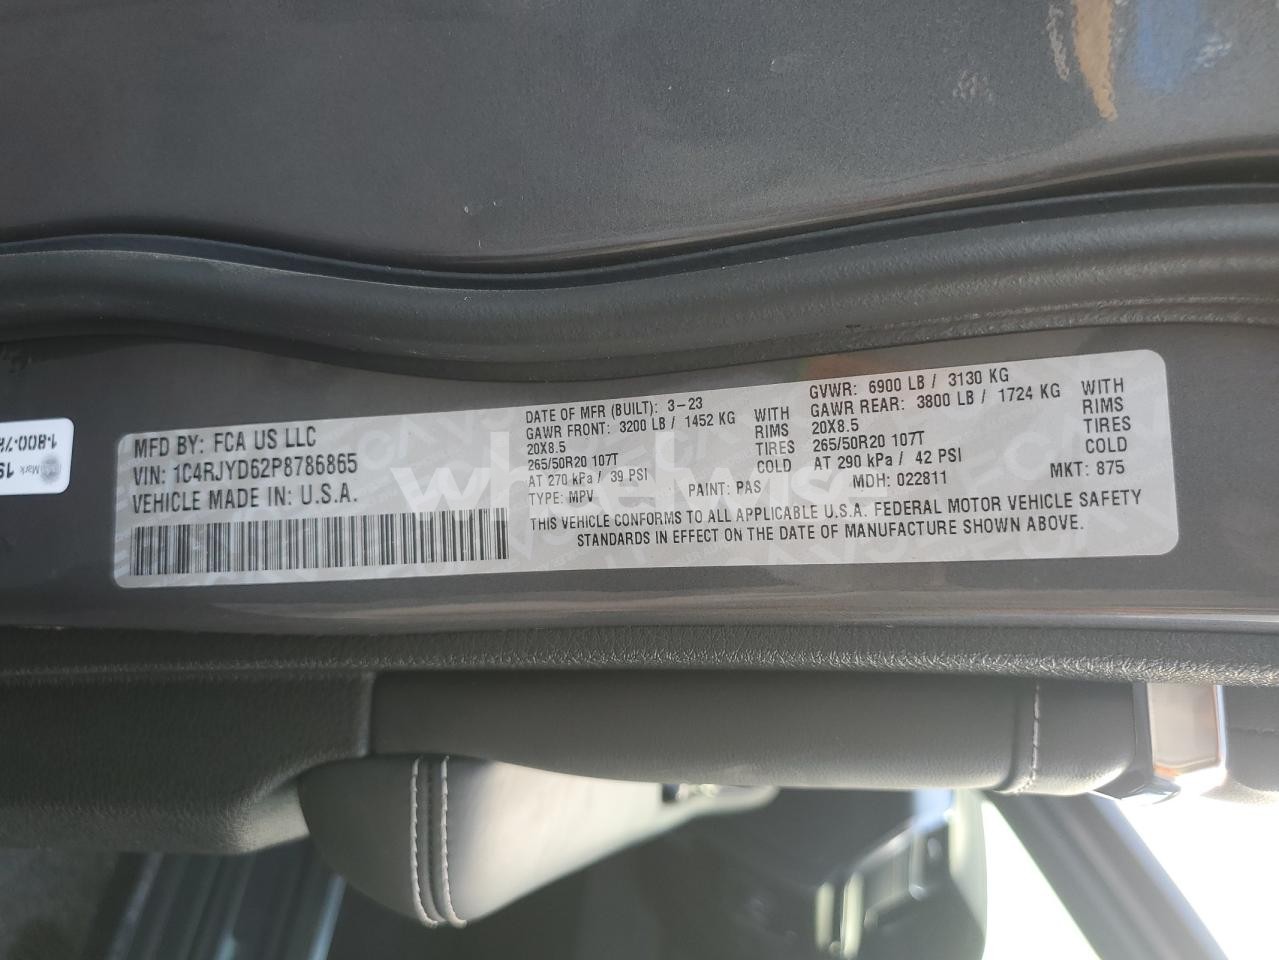 MFD BY: FCA US LLC
VIN: 1C4RJYD62P8786865
VEHICLE MADE IN: U.S.A.
DATE OF MFR (BUILT): 3-23
GAWR FRONT: 3200 LB / 1452 KG WITH
20X8.5 RIMS
265/50R20 107T TIRES
AT 270 kPa / 39 PSI COLD
TYPE: MPV PAINT: PAS
GVWR: 6900 LB / 3130 KG
GAWR REAR: 3800 LB / 1724 KG WITH
20X8.5 RIMS
265/50R20 107T TIRES
AT 290 kPa / 42 PSI COLD
MDH: 022811 MKT: 875
THIS VEHICLE CONFORMS TO ALL APPLICABLE U.S.A. FEDERAL MOTOR VEHICLE SAFETY
STANDARDS IN EFFECT ON THE DATE OF MANUFACTURE SHOWN ABOVE.
wheelwise
Mark